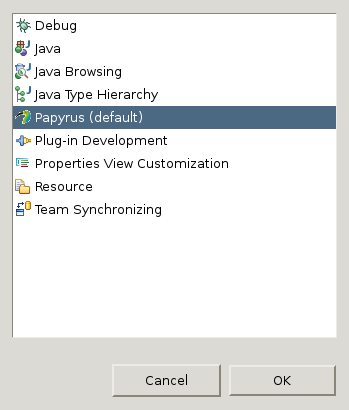 Debug
Java
Java Browsing
Java Type Hierarchy
Papyrus (default)
Plug-in Development
Properties View Customization
Resource
Team Synchronizing
Cancel
OK